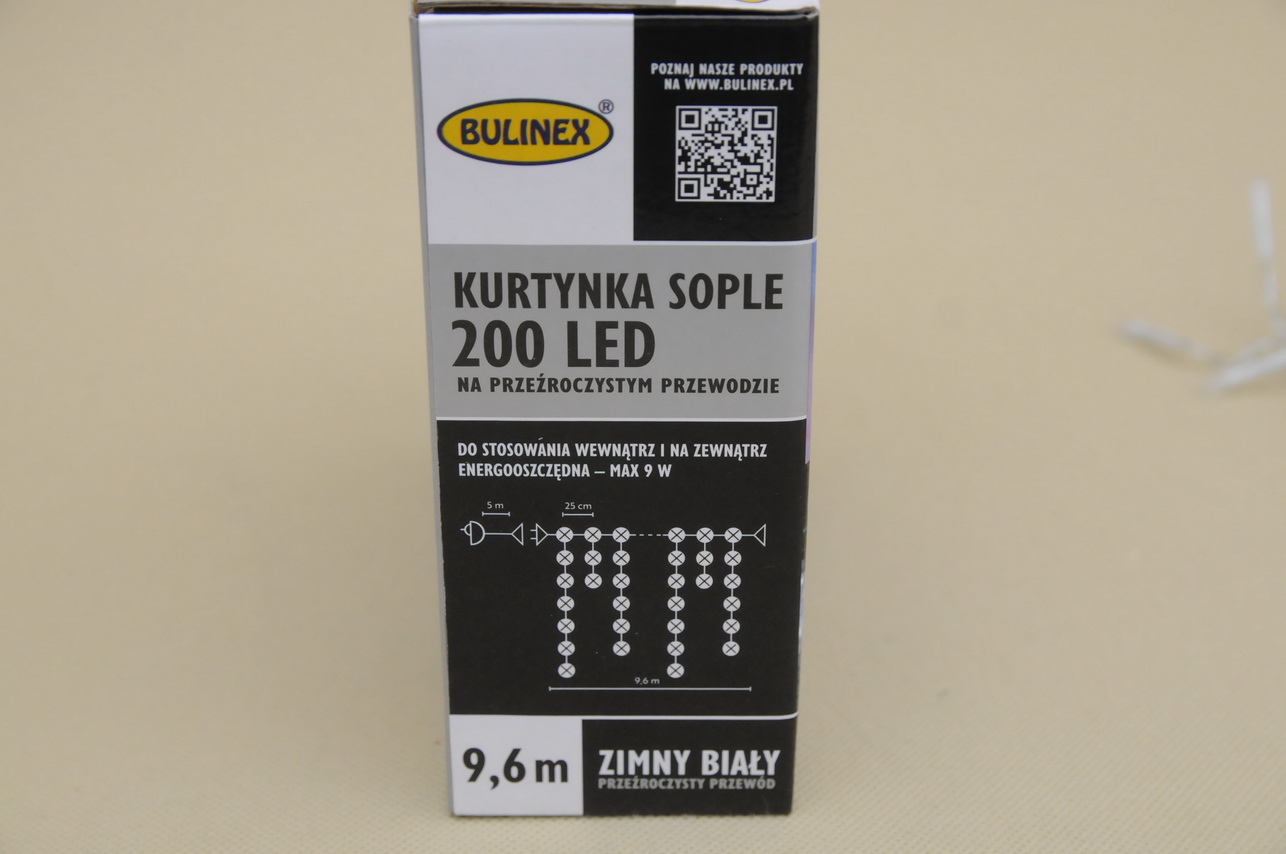 BULINEX®
POZNAJ NASZE PRODUKTY
NA WWW.BULINEX.PL
KURTYNKA SOPLE
200 LED
NA PRZEŹROCZYSTYM PRZEWODZIE
DO STOSOWANIA WEWNĄTRZ I NA ZEWNĄTRZ
ENERGOOSZCZĘDNA – MAX 9 W
5 m
25 cm
9,6 m
9,6 m
ZIMNY BIAŁY
PRZEŹROCZYSTY PRZEWÓD